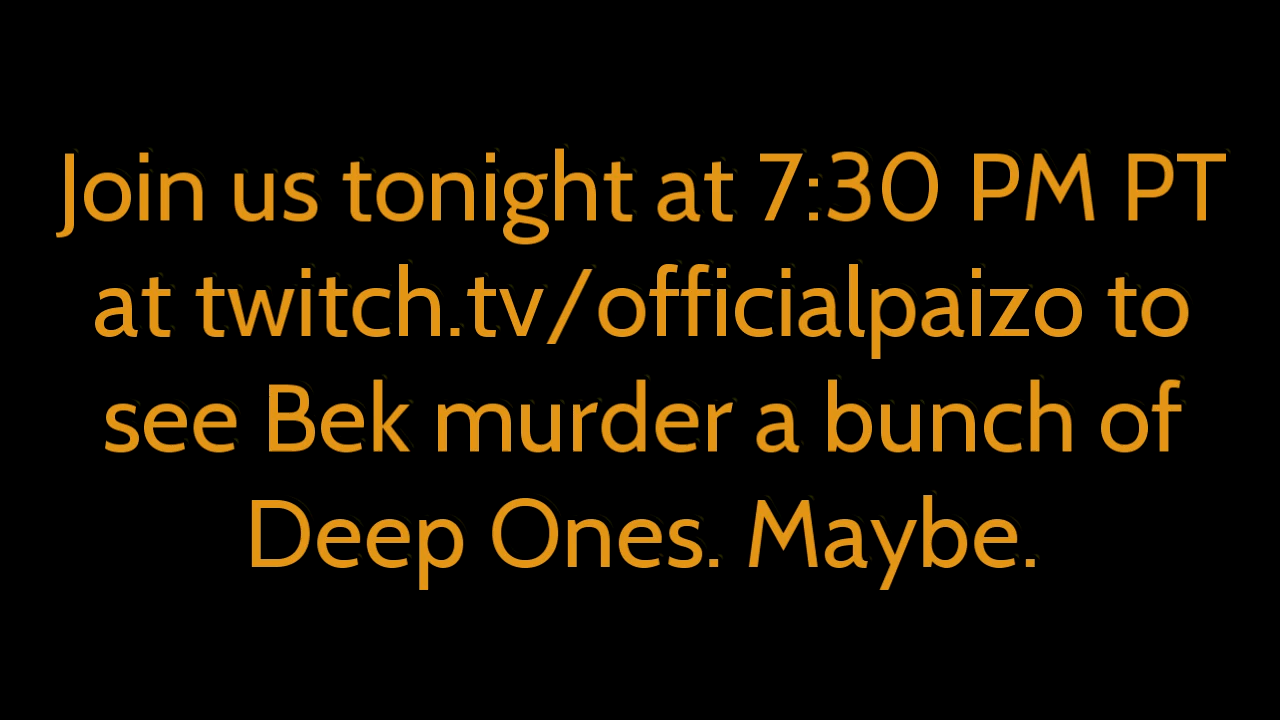 Join us tonight at 7:30 PM PT
at twitch.tv/officialpaizo to
see Bek murder a bunch of
Deep Ones. Maybe.